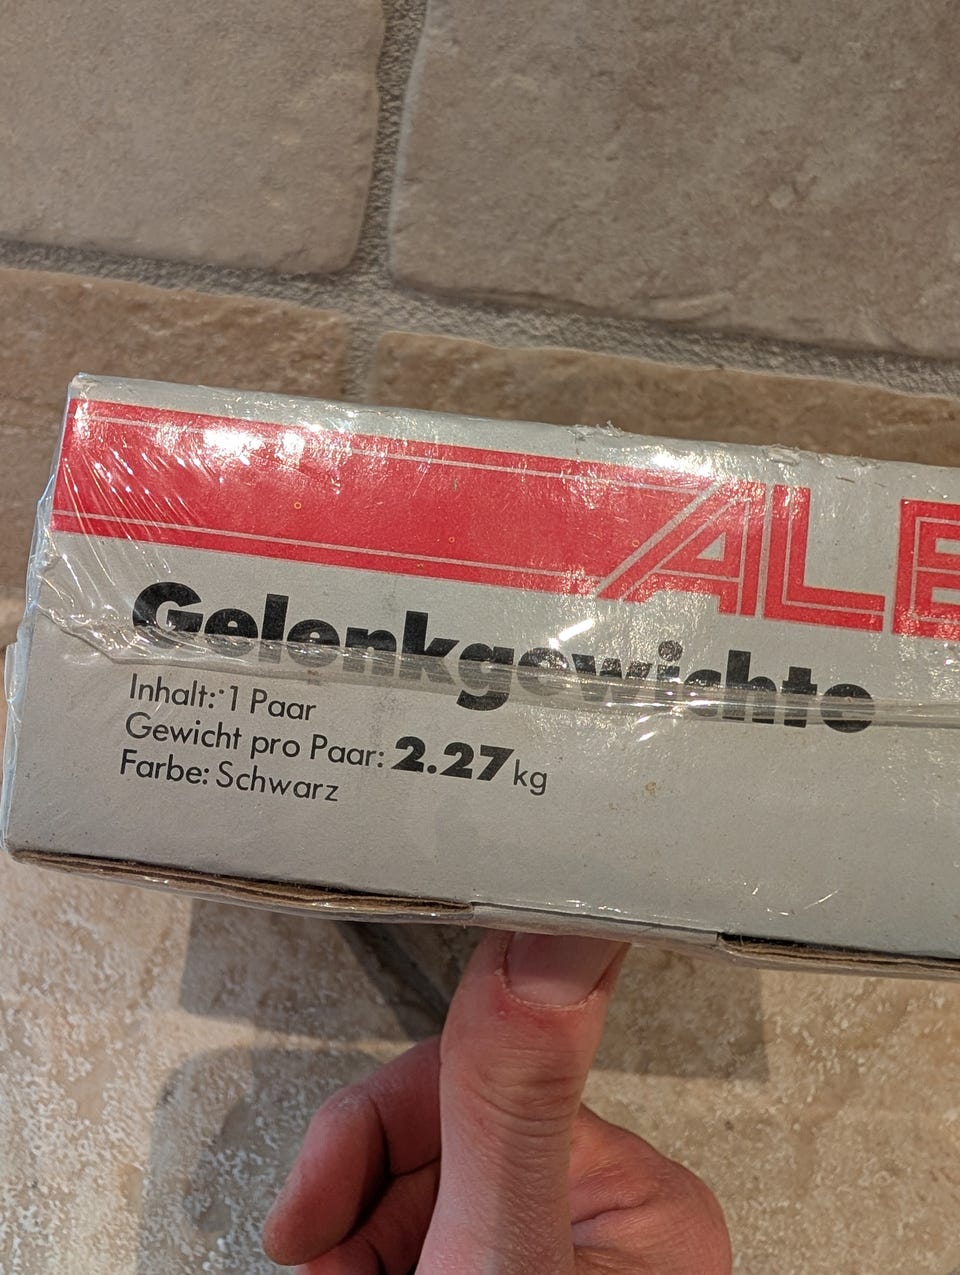 ALE
Gelenkgewichte
Inhalt: 1 Paar
Gewicht pro Paar: 2.27 kg
Farbe: Schwarz